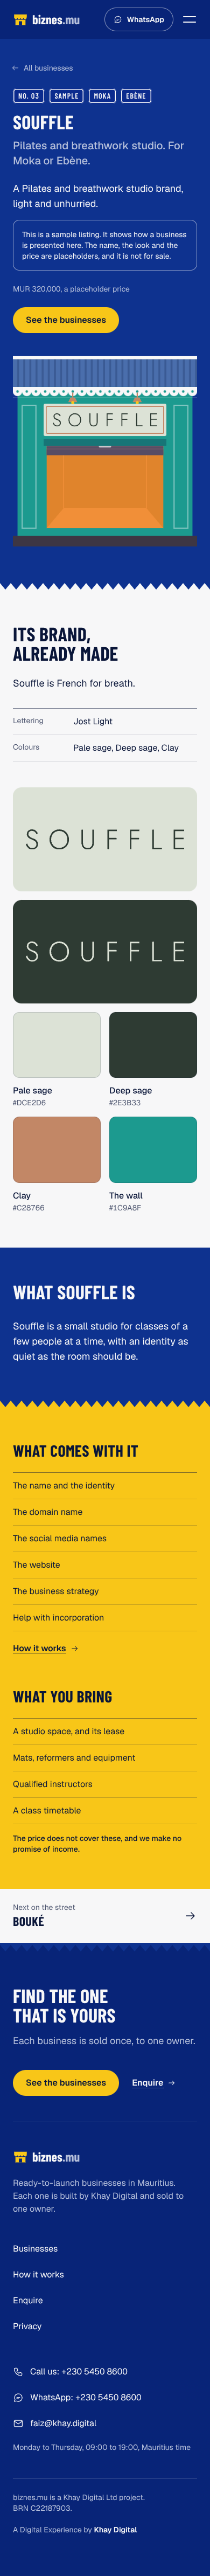 biznes.mu
WhatsApp
← All businesses
NO. 03 SAMPLE MOKA EBÈNE
SOUFFLE
Pilates and breathwork studio. For
Moka or Ebène.
A Pilates and breathwork studio brand,
light and unhurried.
This is a sample listing. It shows how a business
is presented here. The name, the look and the
price are placeholders, and it is not for sale.
MUR 320,000, a placeholder price
See the businesses
SOUFFLE
ITS BRAND,
ALREADY MADE
Souffle is French for breath.
Lettering Jost Light
Colours Pale sage, Deep sage, Clay
SOUFFLE
SOUFFLE
Pale sage Deep sage
#DCE2D6 #2E3B33
Clay The wall
#C28766 #1C9A8F
WHAT SOUFFLE IS
Souffle is a small studio for classes of a
few people at a time, with an identity as
quiet as the room should be.
WHAT COMES WITH IT
The name and the identity
The domain name
The social media names
The website
The business strategy
Help with incorporation
How it works →
WHAT YOU BRING
A studio space, and its lease
Mats, reformers and equipment
Qualified instructors
A class timetable
The price does not cover these, and we make no
promise of income.
Next on the street
BOUKÉ →
FIND THE ONE
THAT IS YOURS
Each business is sold once, to one owner.
See the businesses Enquire →
biznes.mu
Ready-to-launch businesses in Mauritius.
Each one is built by Khay Digital and sold to
one owner.
Businesses
How it works
Enquire
Privacy
Call us: +230 5450 8600
WhatsApp: +230 5450 8600
faiz@khay.digital
Monday to Thursday, 09:00 to 19:00, Mauritius time
biznes.mu is a Khay Digital Ltd project.
BRN C22187903.
A Digital Experience by Khay Digital